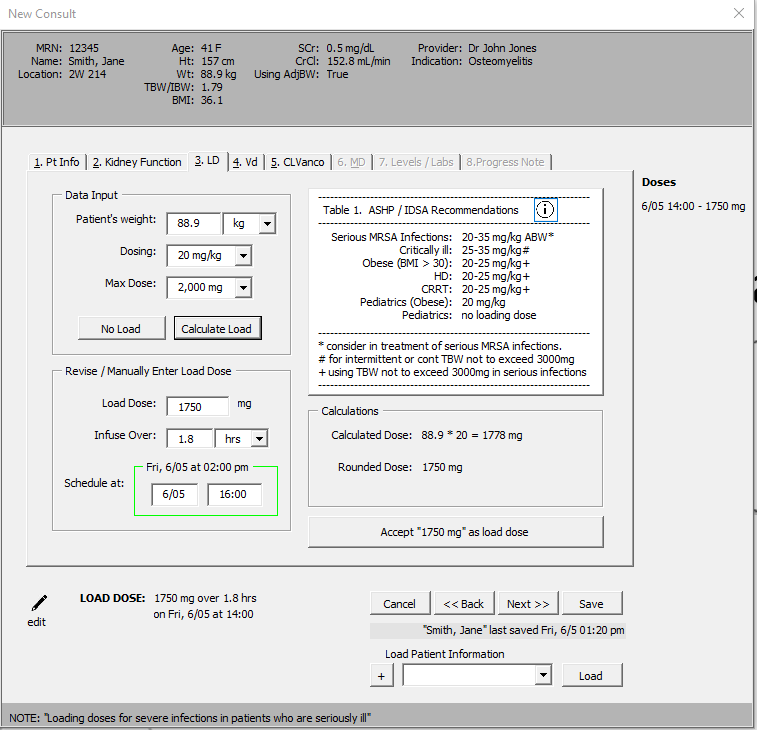 New Consult
MRN: 12345 Age: 41 F SCr: 0.5 mg/dL Provider: Dr John Jones
Name: Smith, Jane Ht: 157 cm CrCl: 152.8 mL/min Indication: Osteomyelitis
Location: 2W 214 Wt: 88.9 kg Using AdjBW: True
TBW/IBW: 1.79
BMI: 36.1
1. Pt Info 2. Kidney Function 3. LD 4. Vd 5. CLVanco 6. MD 7. Levels / Labs 8.Progress Note
Data Input
Patient's weight: 88.9 kg
Dosing: 20 mg/kg
Max Dose: 2,000 mg
No Load Calculate Load
Table 1. ASHP / IDSA Recommendations
Serious MRSA Infections: 20-35 mg/kg ABW*
Critically ill: 25-35 mg/kg#
Obese (BMI > 30): 20-25 mg/kg+
HD: 20-25 mg/kg+
CRRT: 20-25 mg/kg+
Pediatrics (Obese): 20 mg/kg
Pediatrics: no loading dose
* consider in treatment of serious MRSA infections.
# for intermittent or cont TBW not to exceed 3000mg
+ using TBW not to exceed 3000mg in serious infections
Doses
6/05 14:00 - 1750 mg
Revise / Manually Enter Load Dose
Load Dose: 1750 mg
Infuse Over: 1.8 hrs
Schedule at: Fri, 6/05 at 02:00 pm
6/05 16:00
Calculations
Calculated Dose: 88.9 * 20 = 1778 mg
Rounded Dose: 1750 mg
Accept "1750 mg" as load dose
edit
LOAD DOSE: 1750 mg over 1.8 hrs
on Fri, 6/05 at 14:00
Cancel << Back Next >> Save
"Smith, Jane" last saved Fri, 6/5 01:20 pm
Load Patient Information
+ Load
NOTE: "Loading doses for severe infections in patients who are seriously ill"